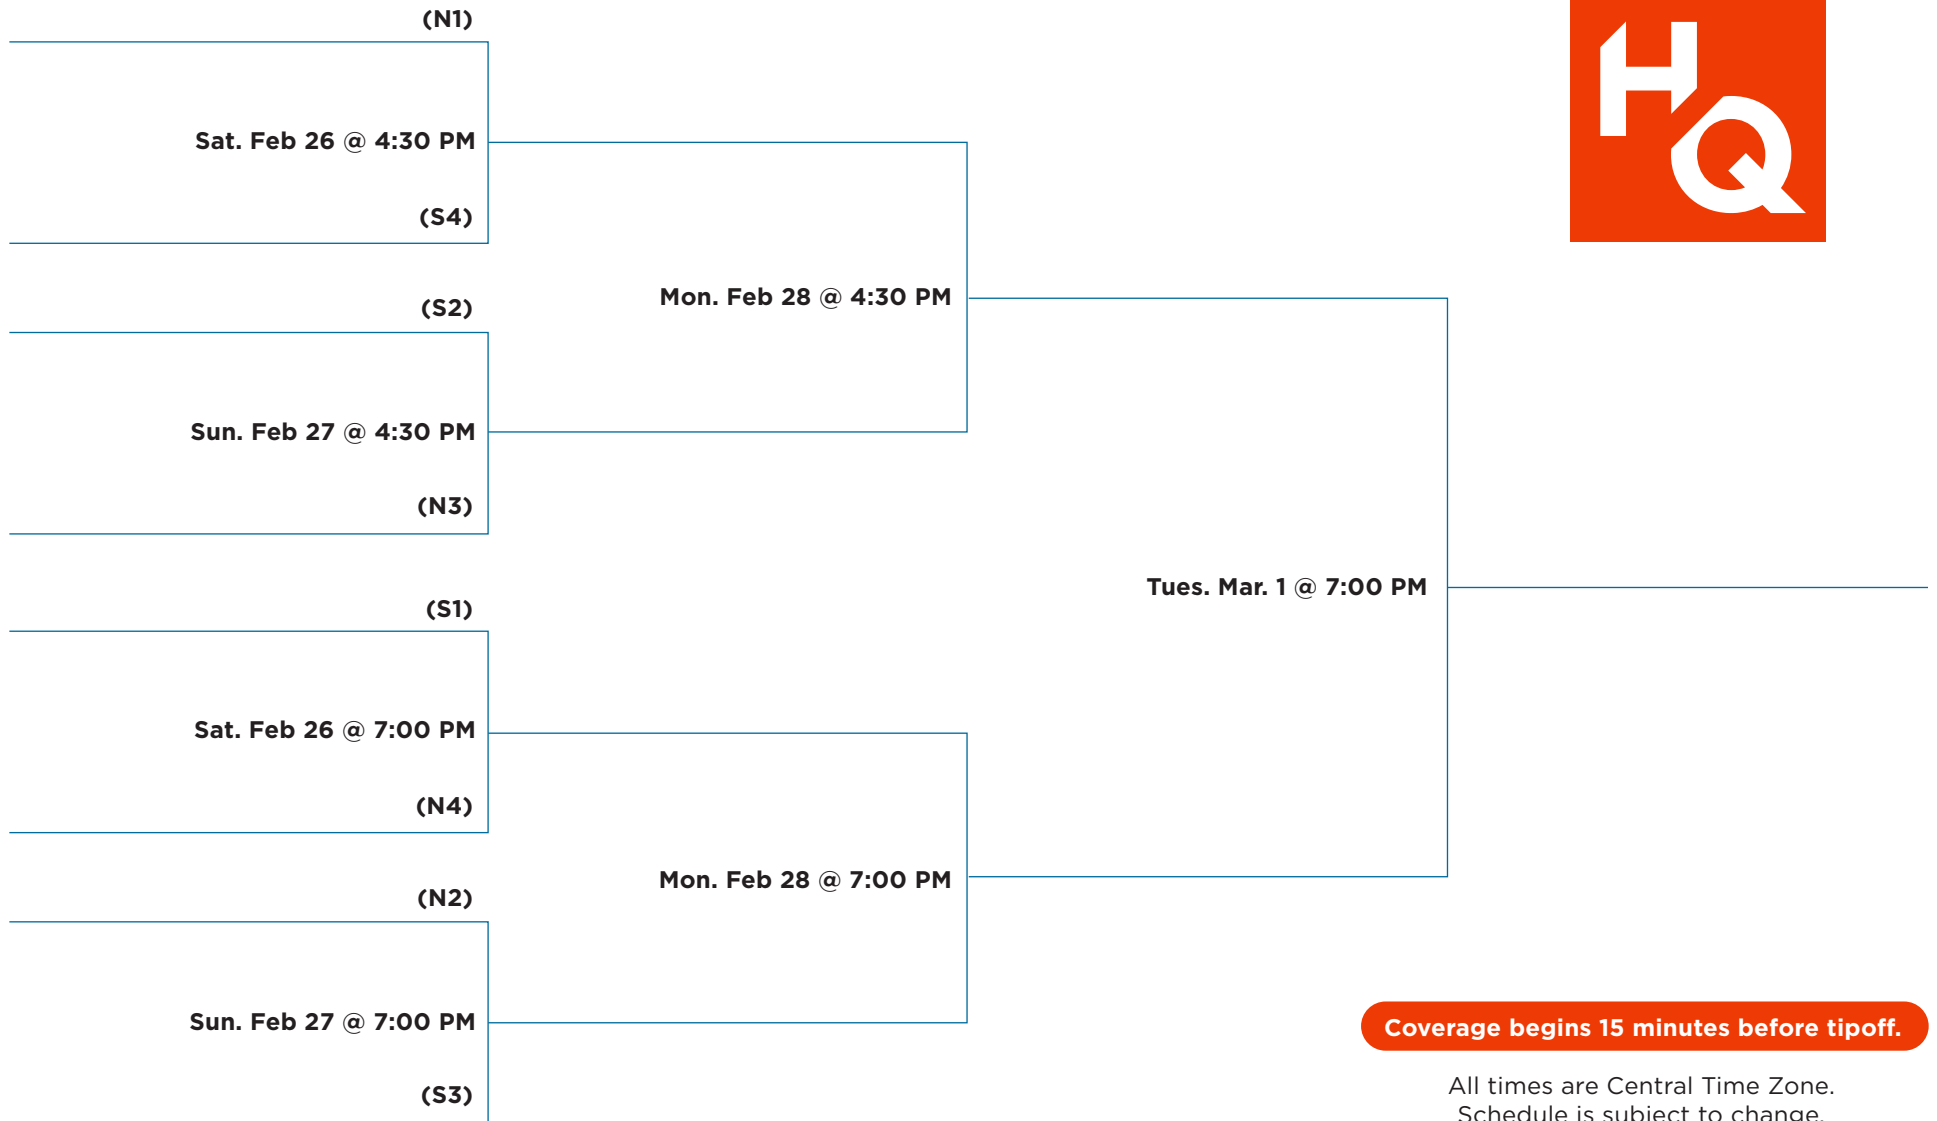 (N1)
Sat. Feb 26 @ 4:30 PM
(S4)
(S2)
Sun. Feb 27 @ 4:30 PM
(N3)
(S1)
Sat. Feb 26 @ 7:00 PM
(N4)
(N2)
Sun. Feb 27 @ 7:00 PM
(S3)
Mon. Feb 28 @ 4:30 PM
Mon. Feb 28 @ 7:00 PM
Tues. Mar. 1 @ 7:00 PM
HQ
Coverage begins 15 minutes before tipoff.
All times are Central Time Zone.
Schedule is subject to change.